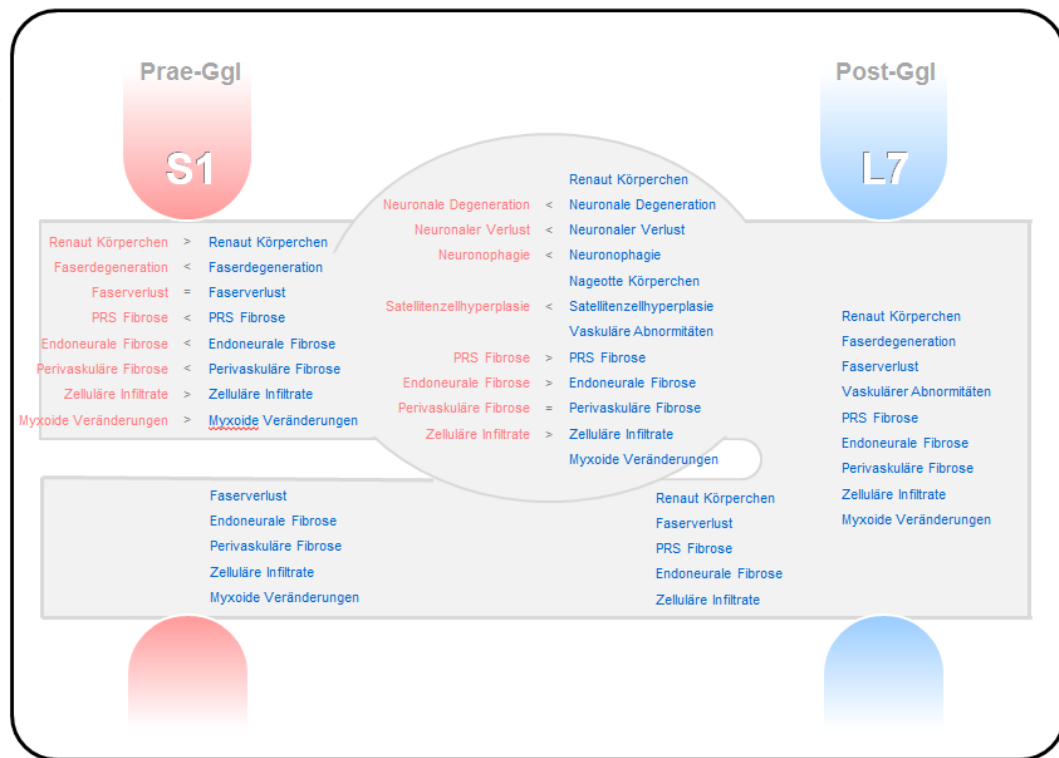 Prae-Ggl
Post-Ggl
S1
L7
Renaut Körperchen > Renaut Körperchen
Faserdegeneration < Faserdegeneration
Faserverlust = Faserverlust
PRS Fibrose < PRS Fibrose
Endoneurale Fibrose < Endoneurale Fibrose
Perivaskuläre Fibrose < Perivaskuläre Fibrose
Zelluläre Infiltrate > Zelluläre Infiltrate
Myxoide Veränderungen > Myxoide Veränderungen
Renaut Körperchen
Neuronale Degeneration < Neuronale Degeneration
Neuronaler Verlust < Neuronaler Verlust
Neuronophagie < Neuronophagie
Nageotte Körperchen
Satellitenzellhyperplasie < Satellitenzellhyperplasie
Vaskuläre Abnormitäten
PRS Fibrose > PRS Fibrose
Endoneurale Fibrose > Endoneurale Fibrose
Perivaskuläre Fibrose = Perivaskuläre Fibrose
Zelluläre Infiltrate > Zelluläre Infiltrate
Myxoide Veränderungen
Renaut Körperchen
Faserdegeneration
Faserverlust
Vaskulärer Abnormitäten
PRS Fibrose
Endoneurale Fibrose
Perivaskuläre Fibrose
Zelluläre Infiltrate
Myxoide Veränderungen
Faserverlust
Endoneurale Fibrose
Perivaskuläre Fibrose
Zelluläre Infiltrate
Myxoide Veränderungen
Renaut Körperchen
Faserverlust
PRS Fibrose
Endoneurale Fibrose
Zelluläre Infiltrate